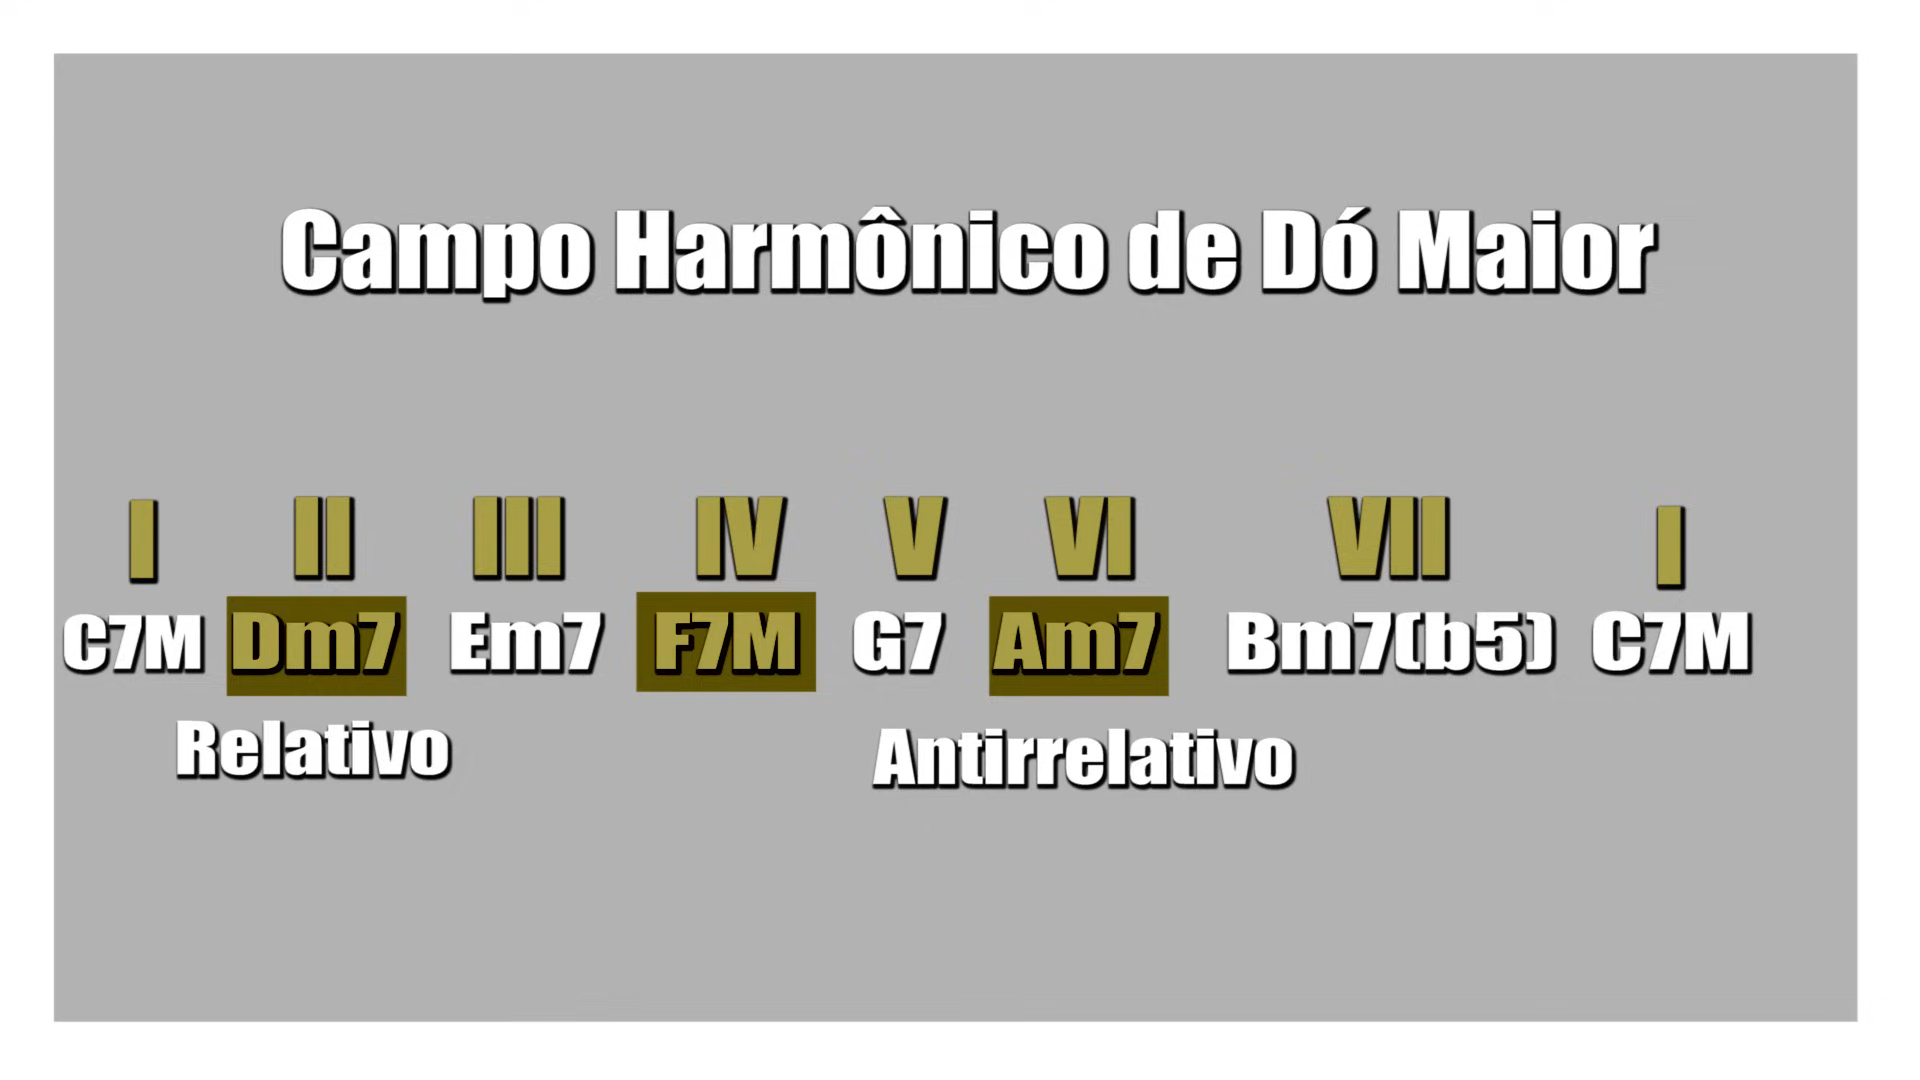 Campo Harmônico de Dó Maior
I II III IV V VI VII I
C7M Dm7 Em7 F7M G7 Am7 Bm7(b5) C7M
Relativo Antirrelativo